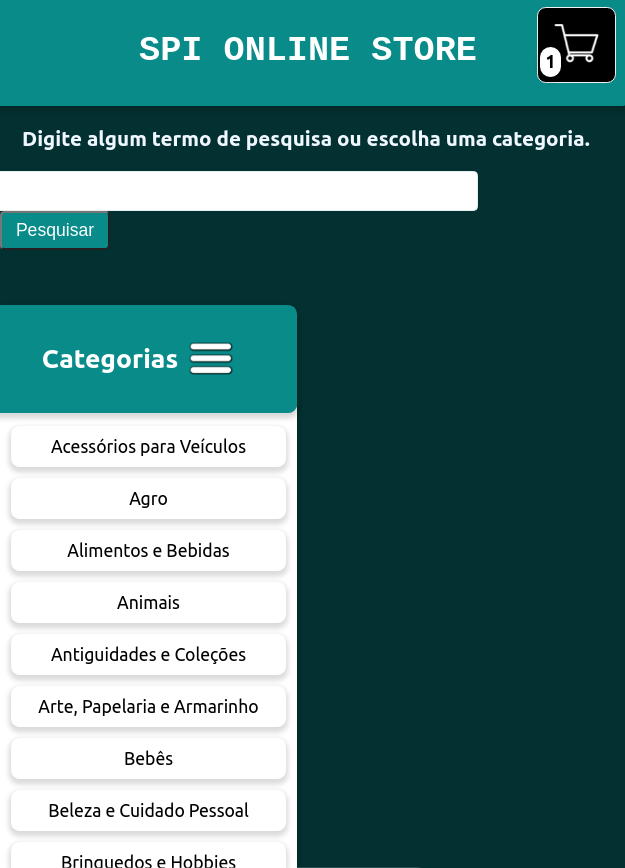 SPI ONLINE STORE
1
Digite algum termo de pesquisa ou escolha uma categoria.
Pesquisar
Categorias
Acessórios para Veículos
Agro
Alimentos e Bebidas
Animais
Antiguidades e Coleções
Arte, Papelaria e Armarinho
Bebês
Beleza e Cuidado Pessoal
Brinquedos e Hobbies